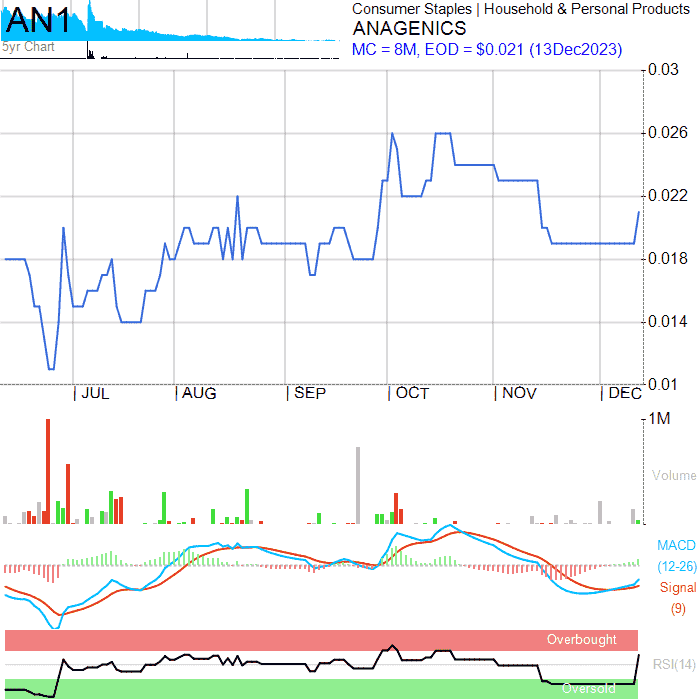 AN1
5yr Chart
Consumer Staples | Household & Personal Products
ANAGENICS
MC = 8M, EOD = $0.021 (13Dec2023)
0.03
0.026
0.022
0.018
0.014
0.01
| JUL | AUG | SEP | OCT | NOV | DEC
1M
Volume
MACD
(12-26)
Signal
(9)
Overbought
RSI(14)
Oversold